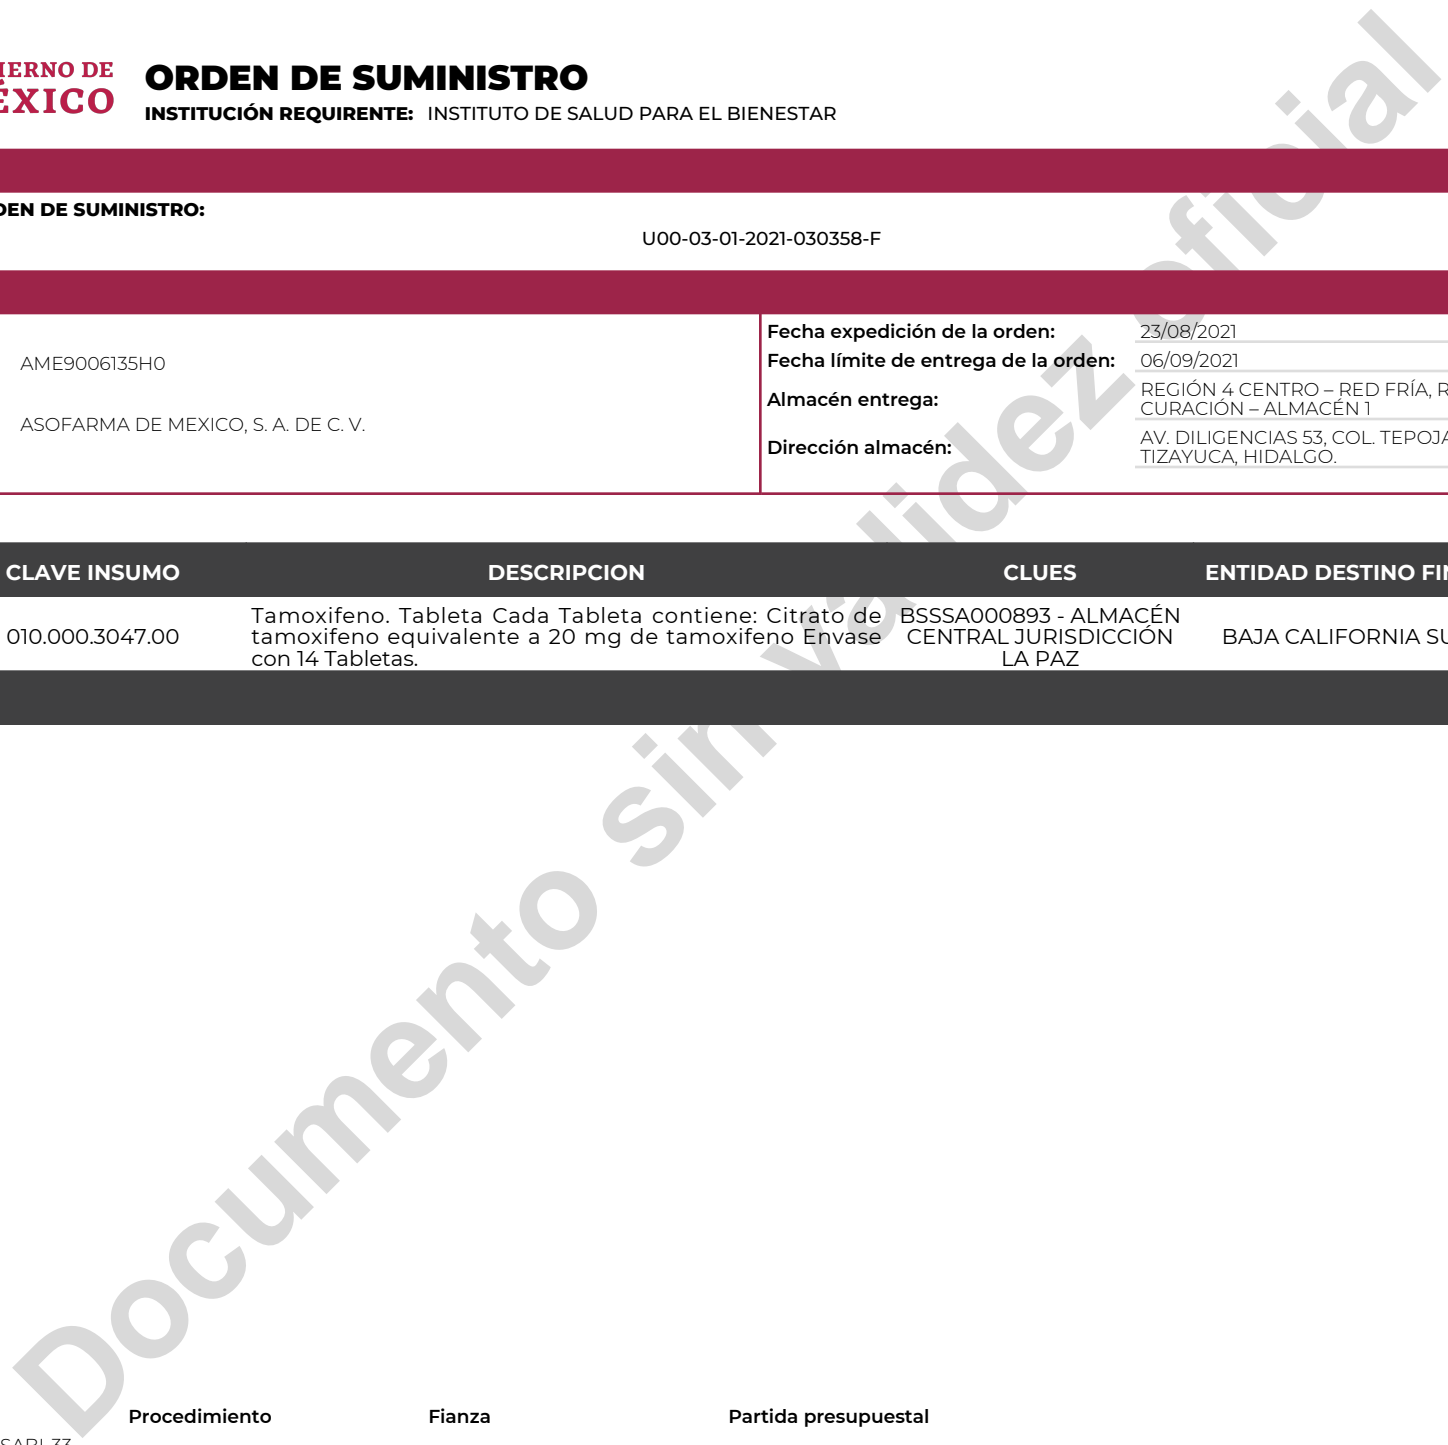 IERNO DE
ÉXICO
ORDEN DE SUMINISTRO
INSTITUCIÓN REQUIRENTE: INSTITUTO DE SALUD PARA EL BIENESTAR
DEN DE SUMINISTRO:
U00-03-01-2021-030358-F
AME9006135H0
ASOFARMA DE MEXICO, S. A. DE C. V.
Fecha expedición de la orden: 23/08/2021
Fecha límite de entrega de la orden: 06/09/2021
Almacén entrega: REGIÓN 4 CENTRO – RED FRÍA, R
CURACIÓN – ALMACÉN 1
Dirección almacén: AV. DILIGENCIAS 53, COL. TEPOJA
TIZAYUCA, HIDALGO.
CLAVE INSUMO DESCRIPCION CLUES ENTIDAD DESTINO FIN
010.000.3047.00
Tamoxifeno. Tableta Cada Tableta contiene: Citrato de
tamoxifeno equivalente a 20 mg de tamoxifeno Envase
con 14 Tabletas.
BSSSA000893 - ALMACÉN
CENTRAL JURISDICCIÓN
LA PAZ
BAJA CALIFORNIA SU
Documento sin validez oficial
Procedimiento Fianza Partida presupuestal
SABI-33